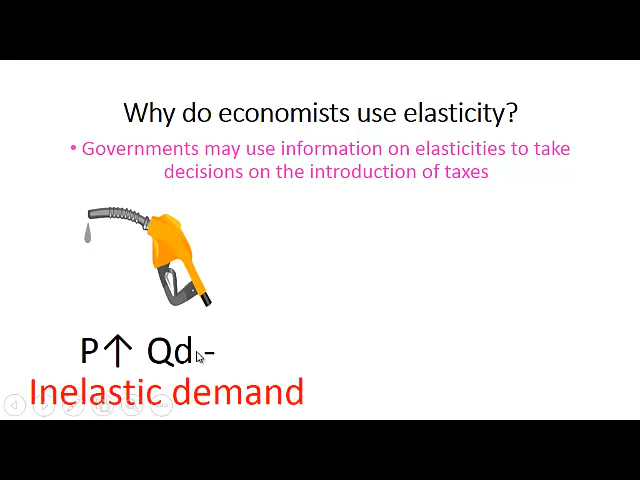 Why do economists use elasticity?
• Governments may use information on elasticities to take
decisions on the introduction of taxes
P↑ Qd -
Inelastic demand